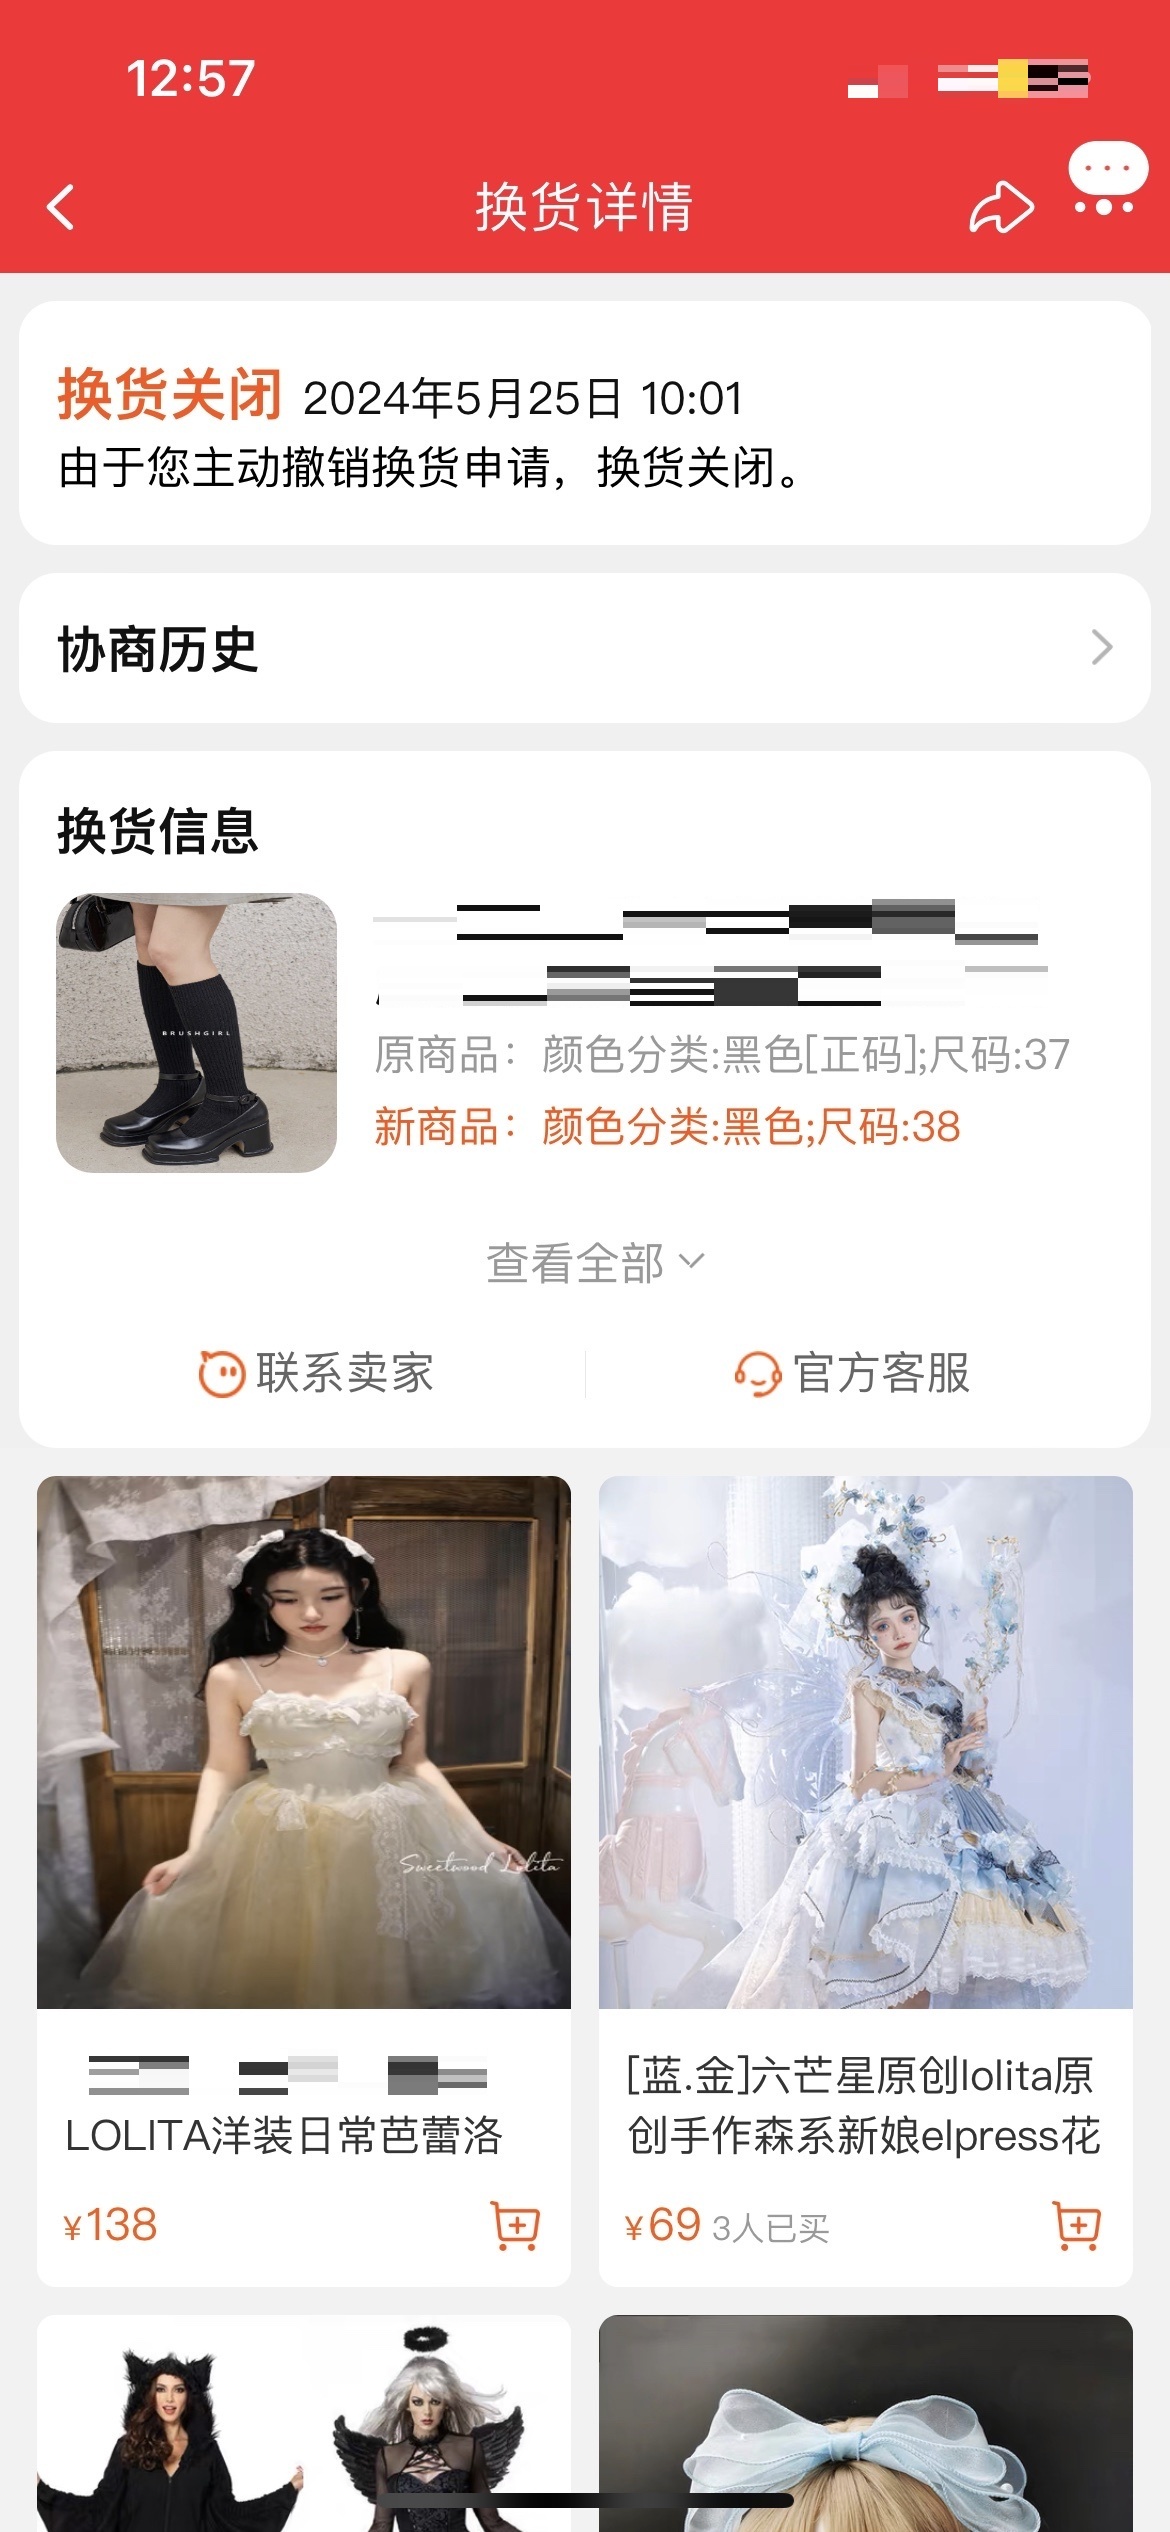 12:57
换货详情
换货关闭 2024年5月25日 10:01
由于您主动撤销换货申请，换货关闭。
协商历史
换货信息
BRUSHGIRL
原商品：颜色分类:黑色[正码];尺码:37
新商品：颜色分类:黑色;尺码:38
查看全部
联系卖家
官方客服
Sweetwood Lolita
LOLITA洋装日常芭蕾洛
¥138
[蓝.金]六芒星原创lolita原
创手作森系新娘elpress花
¥69 3人已买